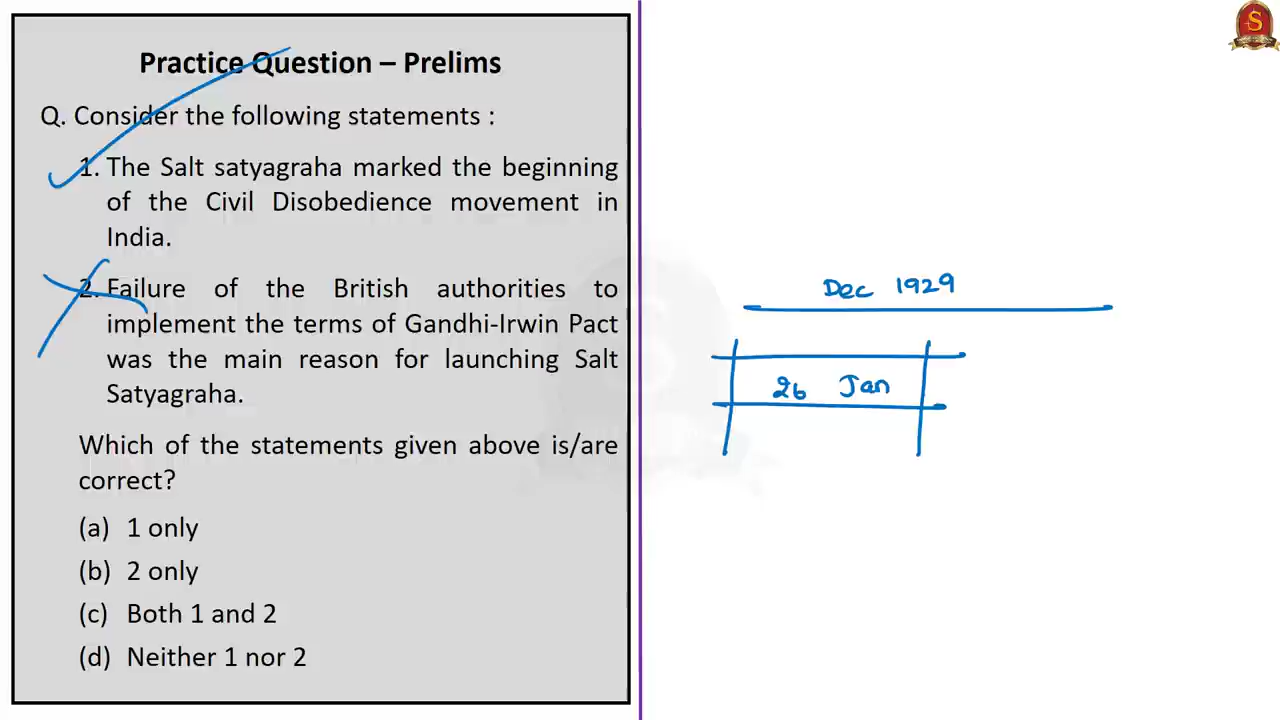 Practice Question – Prelims
Q. Consider the following statements :
1. The Salt satyagraha marked the beginning
of the Civil Disobedience movement in
India.
2. Failure of the British authorities to
implement the terms of Gandhi-Irwin Pact
was the main reason for launching Salt
Satyagraha.
Which of the statements given above is/are
correct?
(a) 1 only
(b) 2 only
(c) Both 1 and 2
(d) Neither 1 nor 2
S
Dec 1929
26 Jan